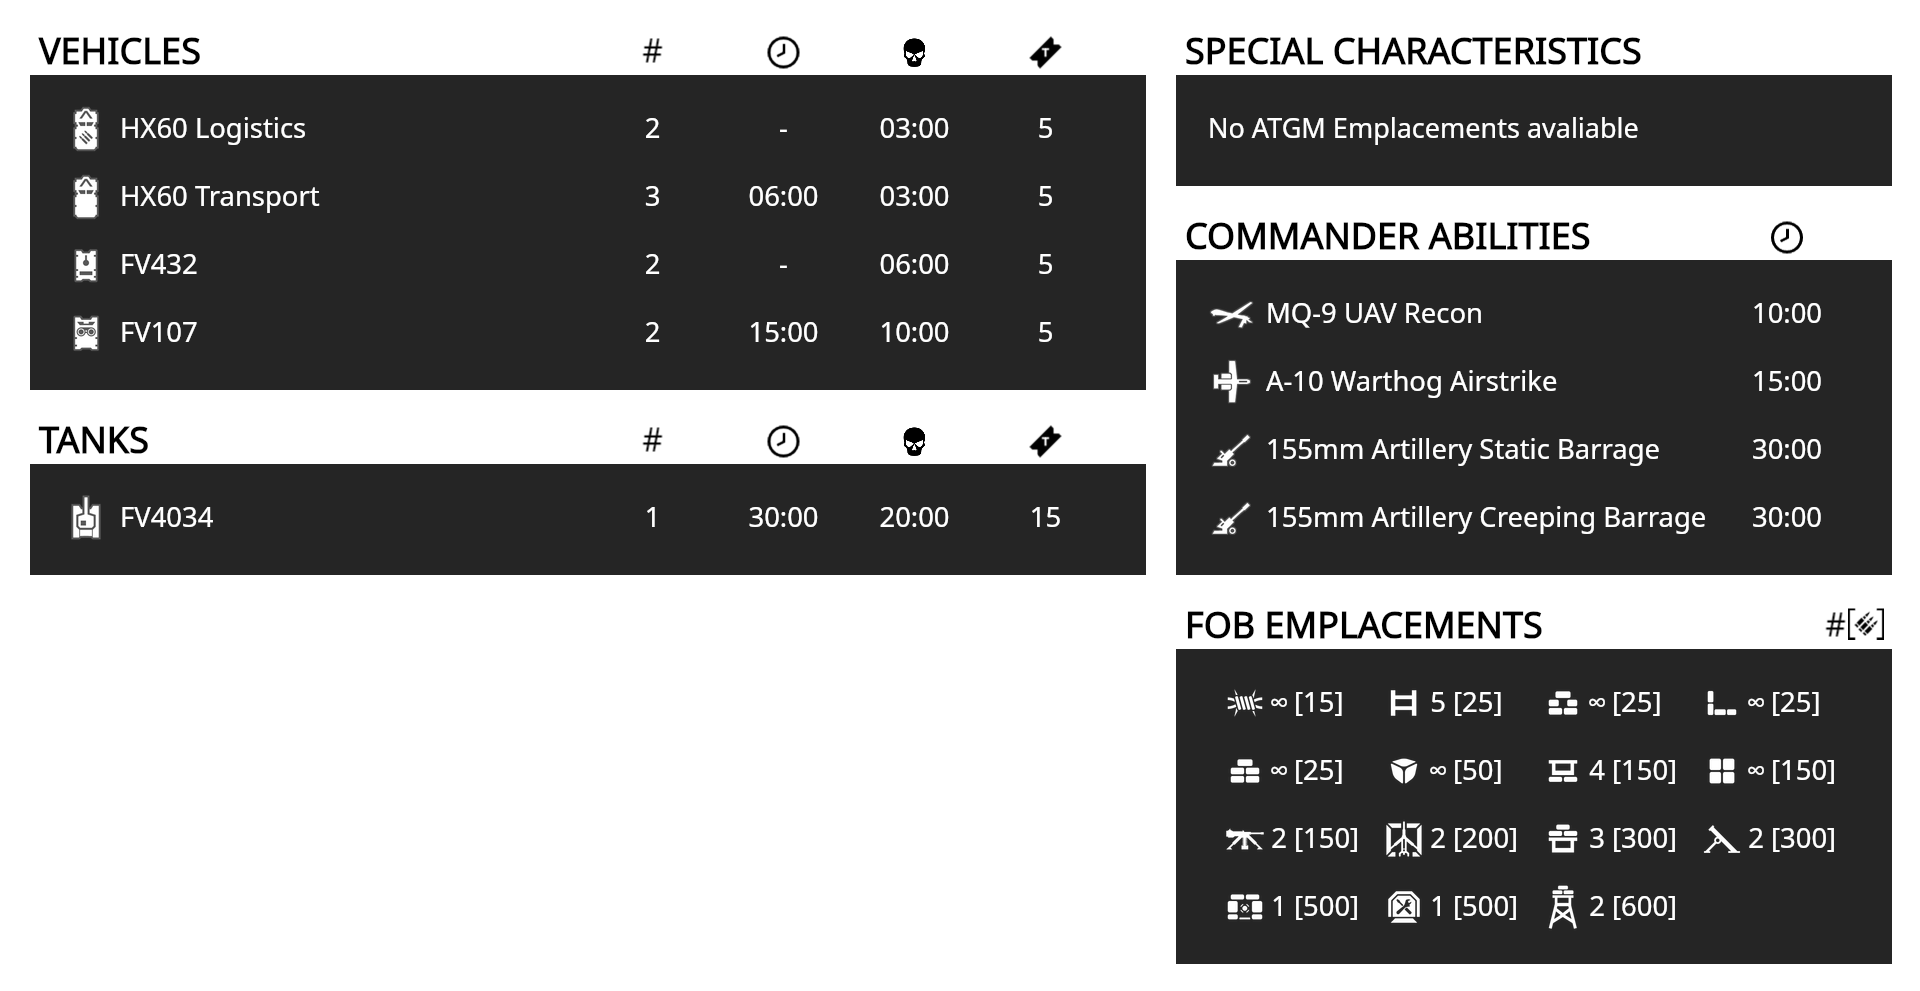 VEHICLES #
HX60 Logistics 2 - 03:00 5
HX60 Transport 3 06:00 03:00 5
FV432 2 - 06:00 5
FV107 2 15:00 10:00 5
TANKS #
FV4034 1 30:00 20:00 15
SPECIAL CHARACTERISTICS
No ATGM Emplacements avaliable
COMMANDER ABILITIES
MQ-9 UAV Recon 10:00
A-10 Warthog Airstrike 15:00
155mm Artillery Static Barrage 30:00
155mm Artillery Creeping Barrage 30:00
FOB EMPLACEMENTS #[]
∞ [15] 5 [25] ∞ [25] ∞ [25]
∞ [25] ∞ [50] 4 [150] ∞ [150]
2 [150] 2 [200] 3 [300] 2 [300]
1 [500] 1 [500] 2 [600]